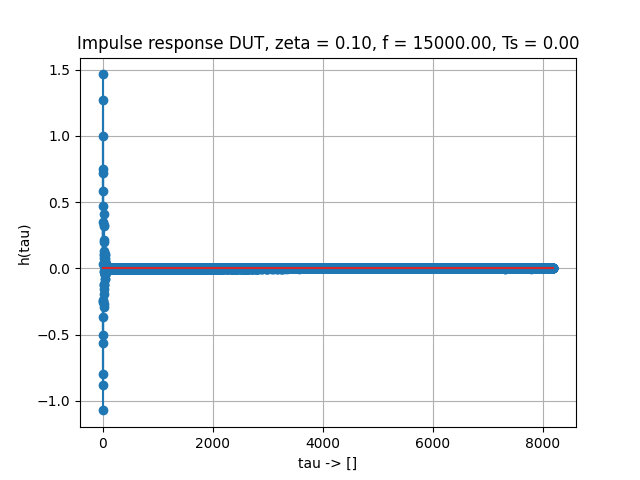 Impulse response DUT, zeta = 0.10, f = 15000.00, Ts = 0.00
1.5
1.0
0.5
0.0
−0.5
−1.0
h(tau)
0 2000 4000 6000 8000
tau -> []